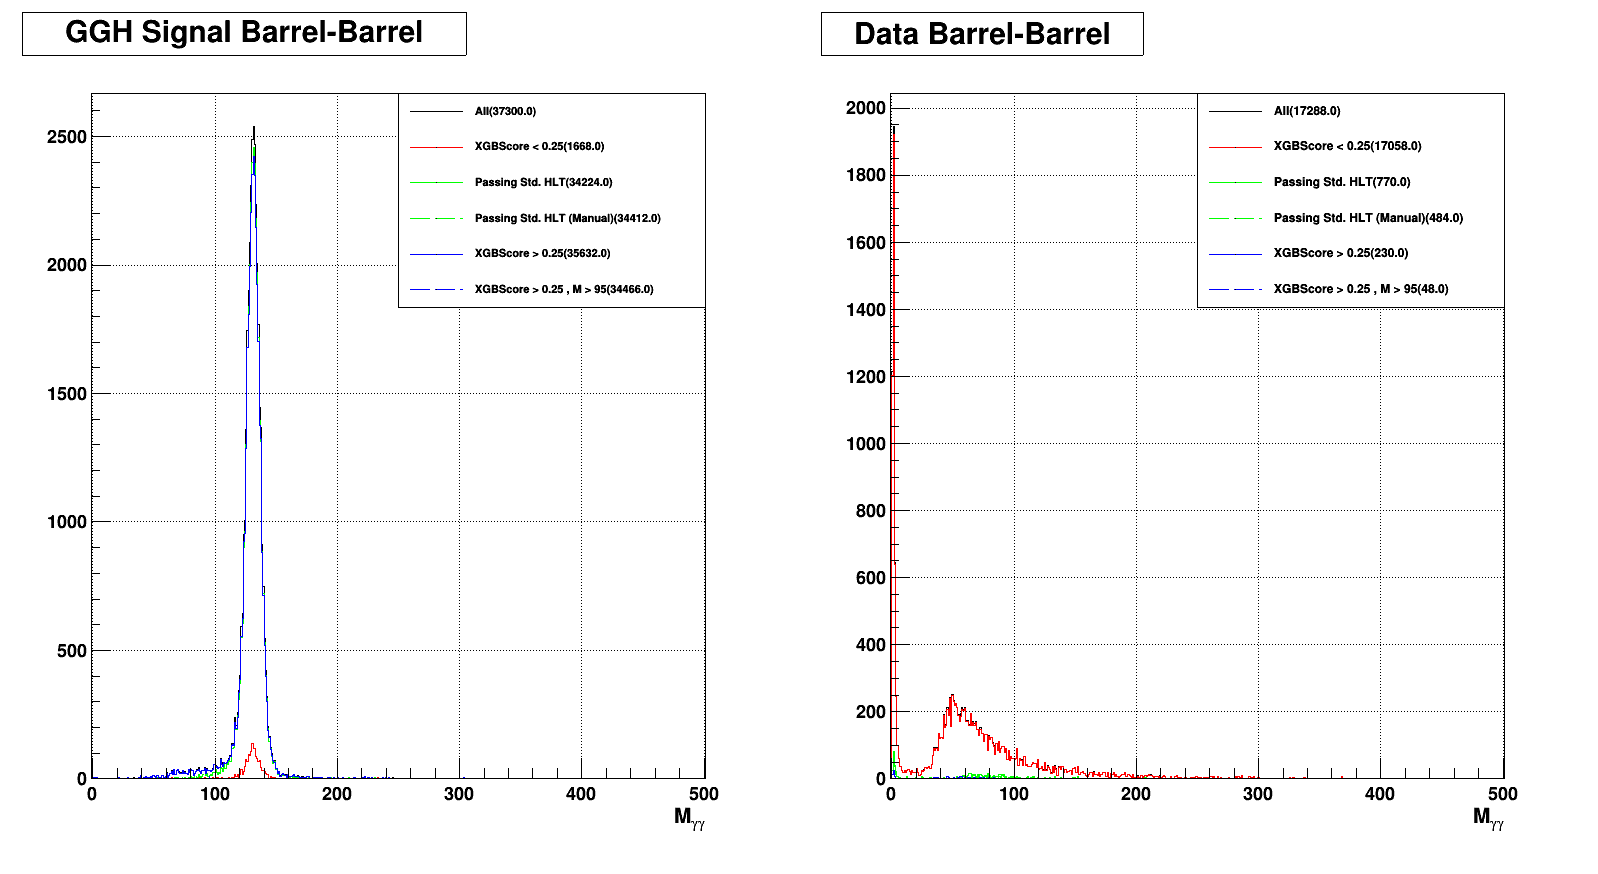 GGH Signal Barrel-Barrel
All(37300.0)
XGBScore < 0.25(1668.0)
Passing Std. HLT(34224.0)
Passing Std. HLT (Manual)(34412.0)
XGBScore > 0.25(35632.0)
XGBScore > 0.25 , M > 95(34466.0)
2500
2000
1500
1000
500
0
0 100 200 300 400 500
Mγγ
Data Barrel-Barrel
All(17288.0)
XGBScore < 0.25(17058.0)
Passing Std. HLT(770.0)
Passing Std. HLT (Manual)(484.0)
XGBScore > 0.25(230.0)
XGBScore > 0.25 , M > 95(48.0)
2000
1800
1600
1400
1200
1000
800
600
400
200
0
0 100 200 300 400 500
Mγγ